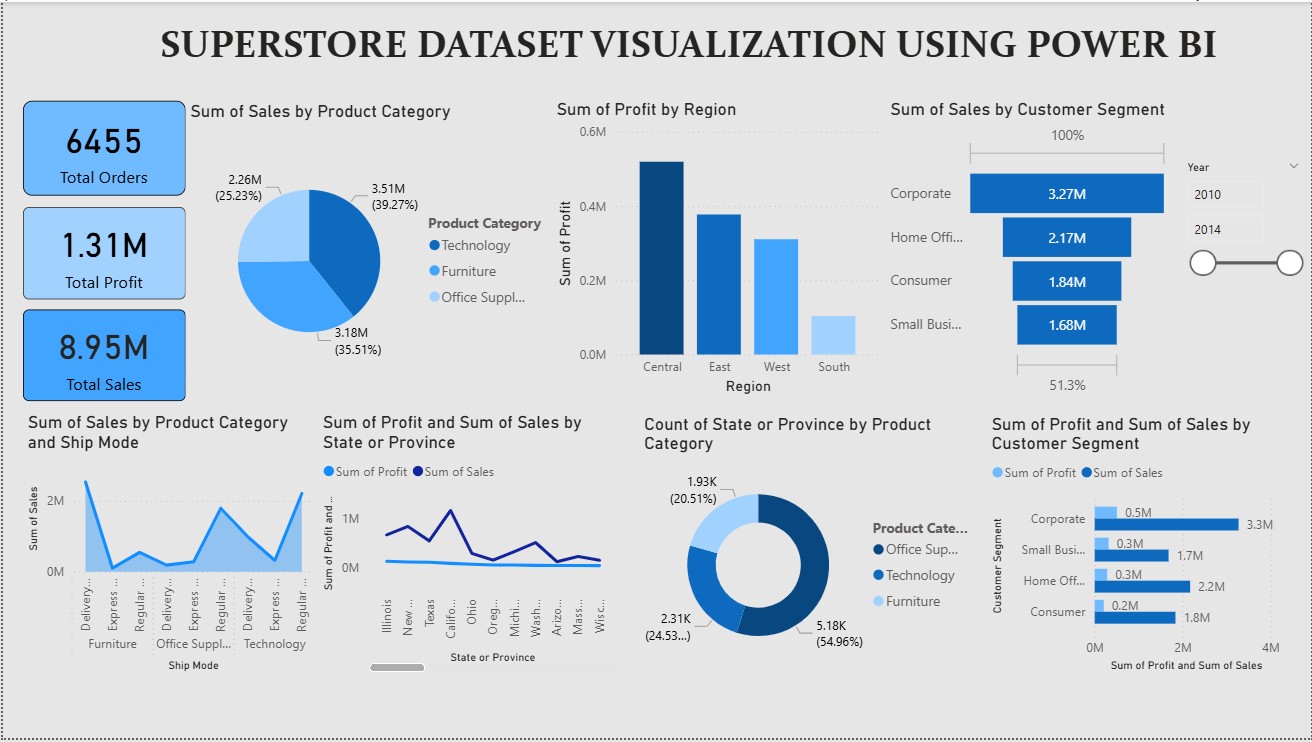 SUPERSTORE DATASET VISUALIZATION USING POWER BI
6455
Total Orders
1.31M
Total Profit
8.95M
Total Sales
Sum of Sales by Product Category
2.26M
(25.23%)
3.51M
(39.27%)
3.18M
(35.51%)
Product Category
Technology
Furniture
Office Suppl...
Sum of Profit by Region
Sum of Profit
0.6M
0.4M
0.2M
0.0M
Central
East
West
South
Region
Sum of Sales by Customer Segment
100%
Corporate
3.27M
Home Offi...
2.17M
Consumer
1.84M
Small Busi...
1.68M
51.3%
Year
2010
2014
Sum of Sales by Product Category
and Ship Mode
Sum of Sales
2M
0M
Delivery...
Express ...
Regular ...
Delivery...
Express ...
Regular ...
Delivery...
Express ...
Regular ...
Furniture
Office Suppl...
Technology
Ship Mode
Sum of Profit and Sum of Sales by
State or Province
Sum of Profit
Sum of Sales
Sum of Profit and ...
1M
0M
Illinois
New ...
Texas
Califo...
Ohio
Oreg...
Michi...
Wash...
Arizo...
Mass...
Wisc...
State or Province
Count of State or Province by Product
Category
1.93K
(20.51%)
2.31K
(24.53...)
5.18K
(54.96%)
Product Cate...
Office Sup...
Technology
Furniture
Sum of Profit and Sum of Sales by
Customer Segment
Sum of Profit
Sum of Sales
Customer Segment
Corporate
0.5M
3.3M
Small Busi...
0.3M
1.7M
Home Off...
0.3M
2.2M
Consumer
0.2M
1.8M
0M
2M
4M
Sum of Profit and Sum of Sales